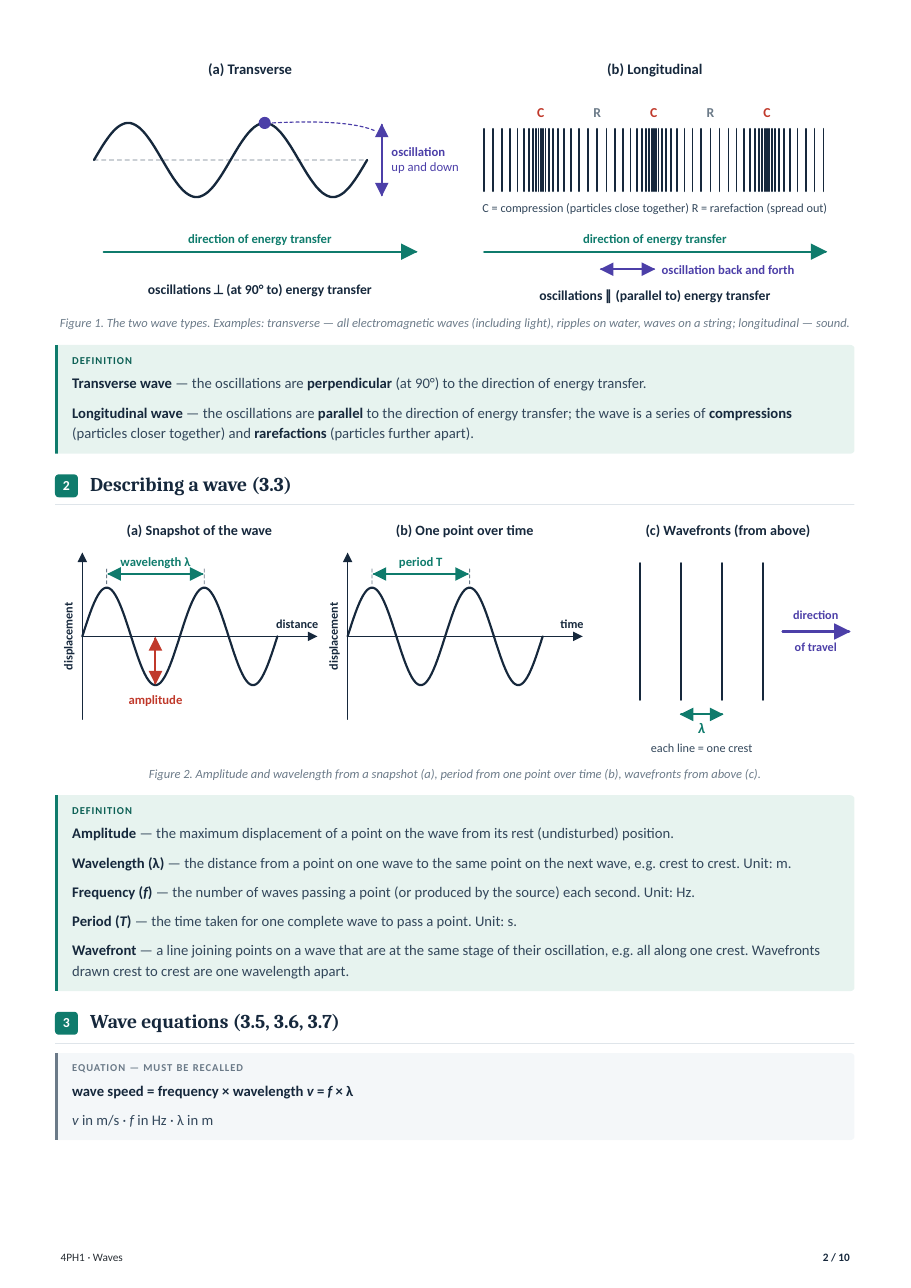 (a) Transverse
(b) Longitudinal
C R C R C
oscillation
up and down
C = compression (particles close together) R = rarefaction (spread out)
direction of energy transfer
direction of energy transfer
oscillation back and forth
oscillations ⊥ (at 90° to) energy transfer
oscillations ∥ (parallel to) energy transfer
Figure 1. The two wave types. Examples: transverse — all electromagnetic waves (including light), ripples on water, waves on a string; longitudinal — sound.
DEFINITION
Transverse wave — the oscillations are perpendicular (at 90°) to the direction of energy transfer.
Longitudinal wave — the oscillations are parallel to the direction of energy transfer; the wave is a series of compressions
(particles closer together) and rarefactions (particles further apart).
2 Describing a wave (3.3)
(a) Snapshot of the wave
wavelength λ
displacement
distance
amplitude
(b) One point over time
period T
displacement
time
(c) Wavefronts (from above)
direction
of travel
λ
each line = one crest
Figure 2. Amplitude and wavelength from a snapshot (a), period from one point over time (b), wavefronts from above (c).
DEFINITION
Amplitude — the maximum displacement of a point on the wave from its rest (undisturbed) position.
Wavelength (λ) — the distance from a point on one wave to the same point on the next wave, e.g. crest to crest. Unit: m.
Frequency (f) — the number of waves passing a point (or produced by the source) each second. Unit: Hz.
Period (T) — the time taken for one complete wave to pass a point. Unit: s.
Wavefront — a line joining points on a wave that are at the same stage of their oscillation, e.g. all along one crest. Wavefronts
drawn crest to crest are one wavelength apart.
3 Wave equations (3.5, 3.6, 3.7)
EQUATION — MUST BE RECALLED
wave speed = frequency × wavelength v = f × λ
v in m/s · f in Hz · λ in m
4PH1 · Waves
2 / 10